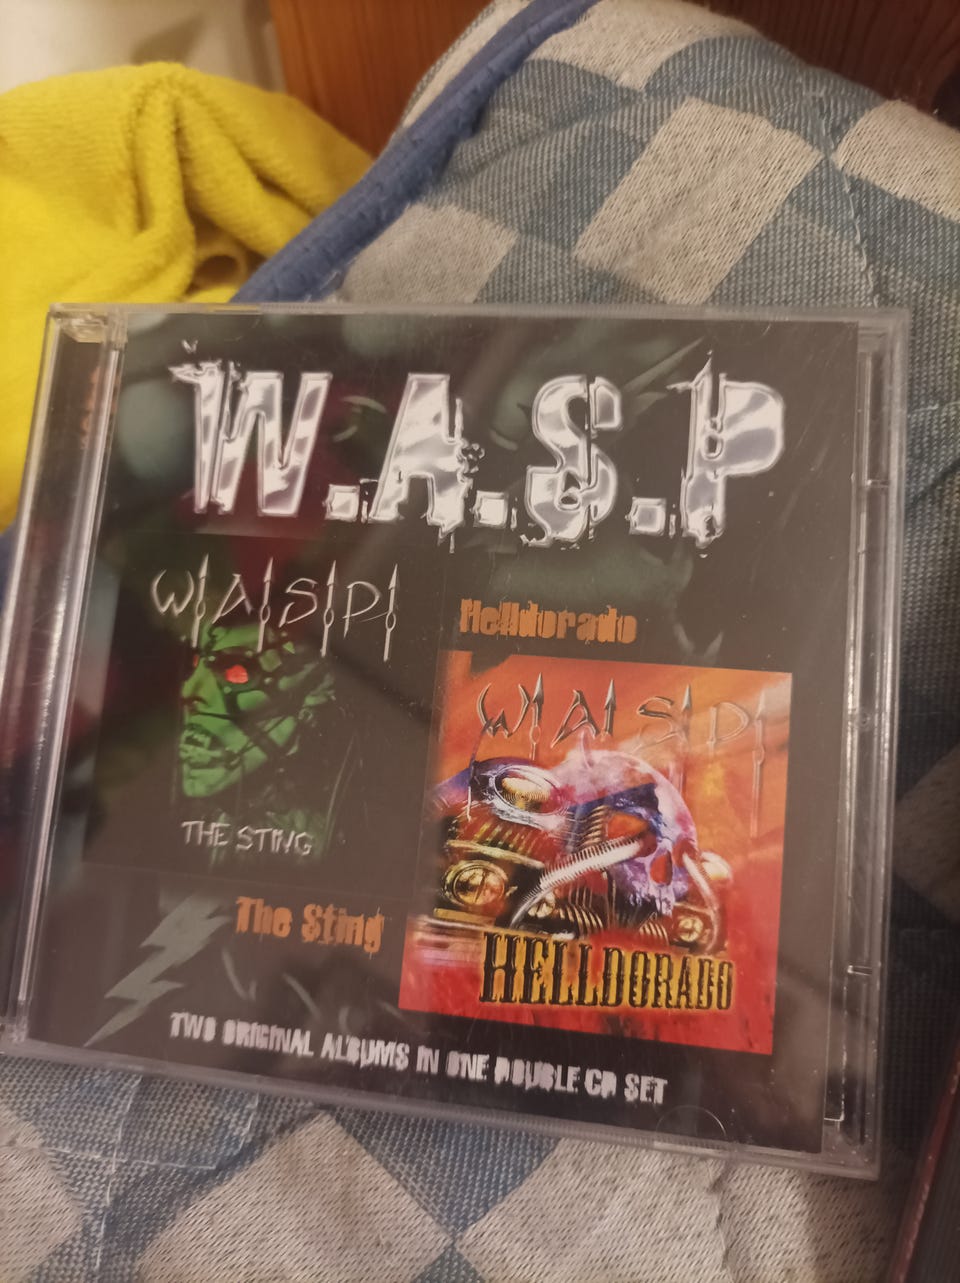 W.A.S.P
W.A.S.P.
THE STING
The Sting
Helldorado
W.A.S.P.
HELLDORADO
TWO ORIGINAL ALBUMS IN ONE DOUBLE CD SET